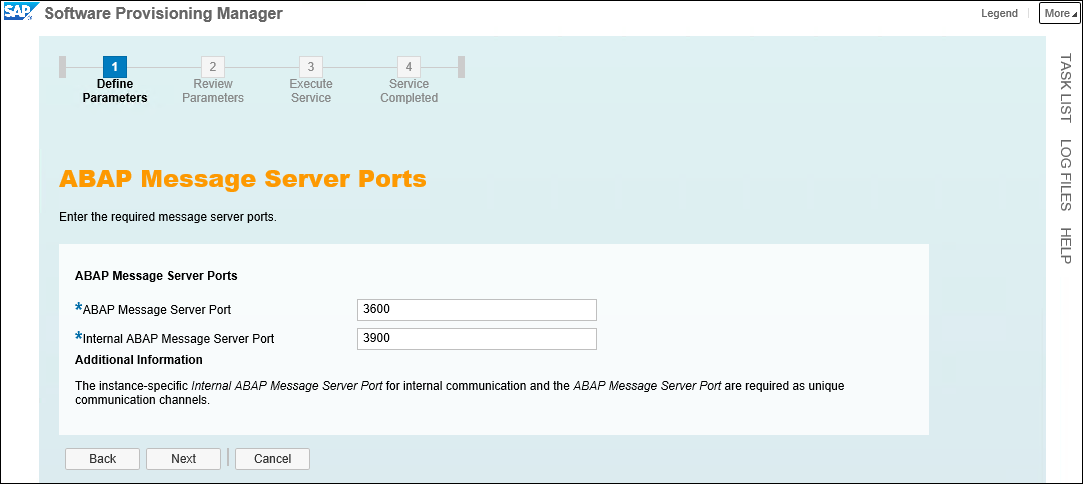 SAP Software Provisioning Manager
Legend
More
1
2
3
4
Define
Parameters
Review
Parameters
Execute
Service
Service
Completed
TASK LIST
LOG FILES
HELP
ABAP Message Server Ports
Enter the required message server ports.
ABAP Message Server Ports
*ABAP Message Server Port 3600
*Internal ABAP Message Server Port 3900
Additional Information
The instance-specific Internal ABAP Message Server Port for internal communication and the ABAP Message Server Port are required as unique
communication channels.
Back
Next
Cancel